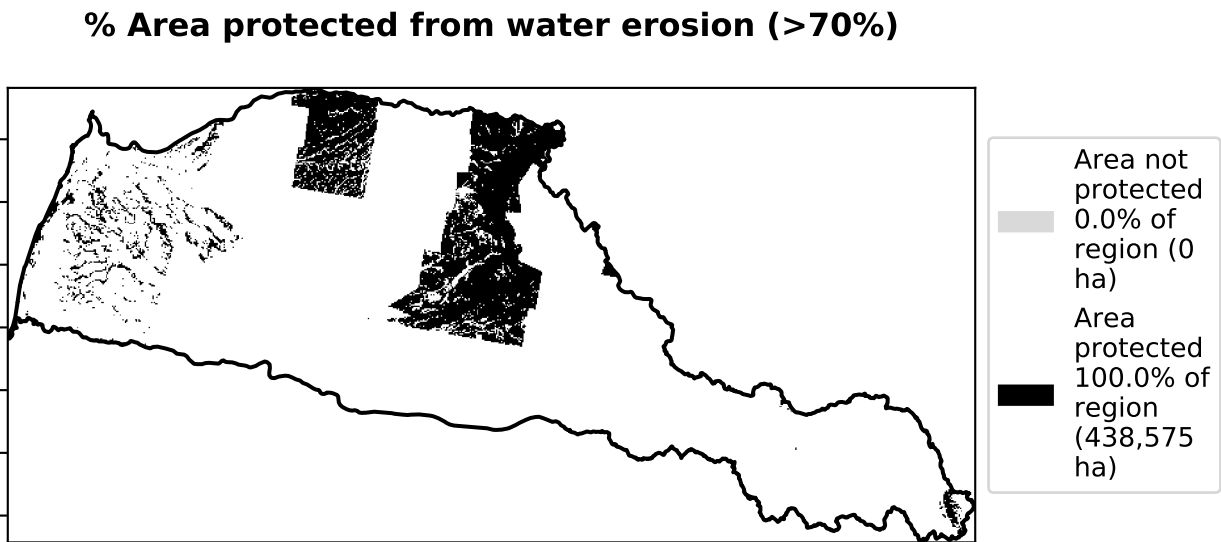 % Area protected from water erosion (>70%)
Area not
protected
0.0% of
region (0
ha)
Area
protected
100.0% of
region
(438,575
ha)